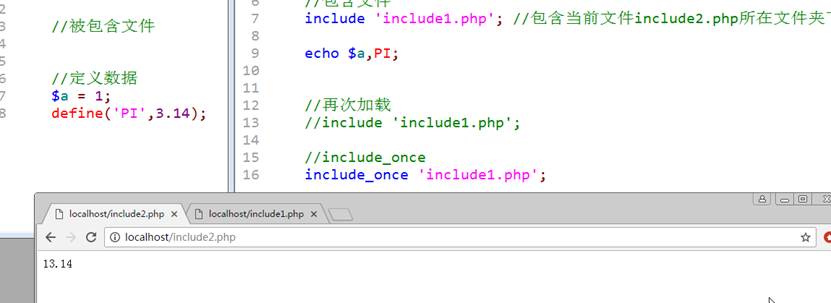 2
3 //被包含文件
4
5
6 //定义数据
7 $a = 1;
8 define('PI',3.14);
6 //包含文件
7 include 'include1.php'; //包含当前文件include2.php所在文件夹
8
9 echo $a,PI;
10
11
12 //再次加载
13 //include 'include1.php';
14
15 //include_once
16 include_once 'include1.php';
localhost/include2.php
localhost/include1.php
localhost/include2.php
13.14